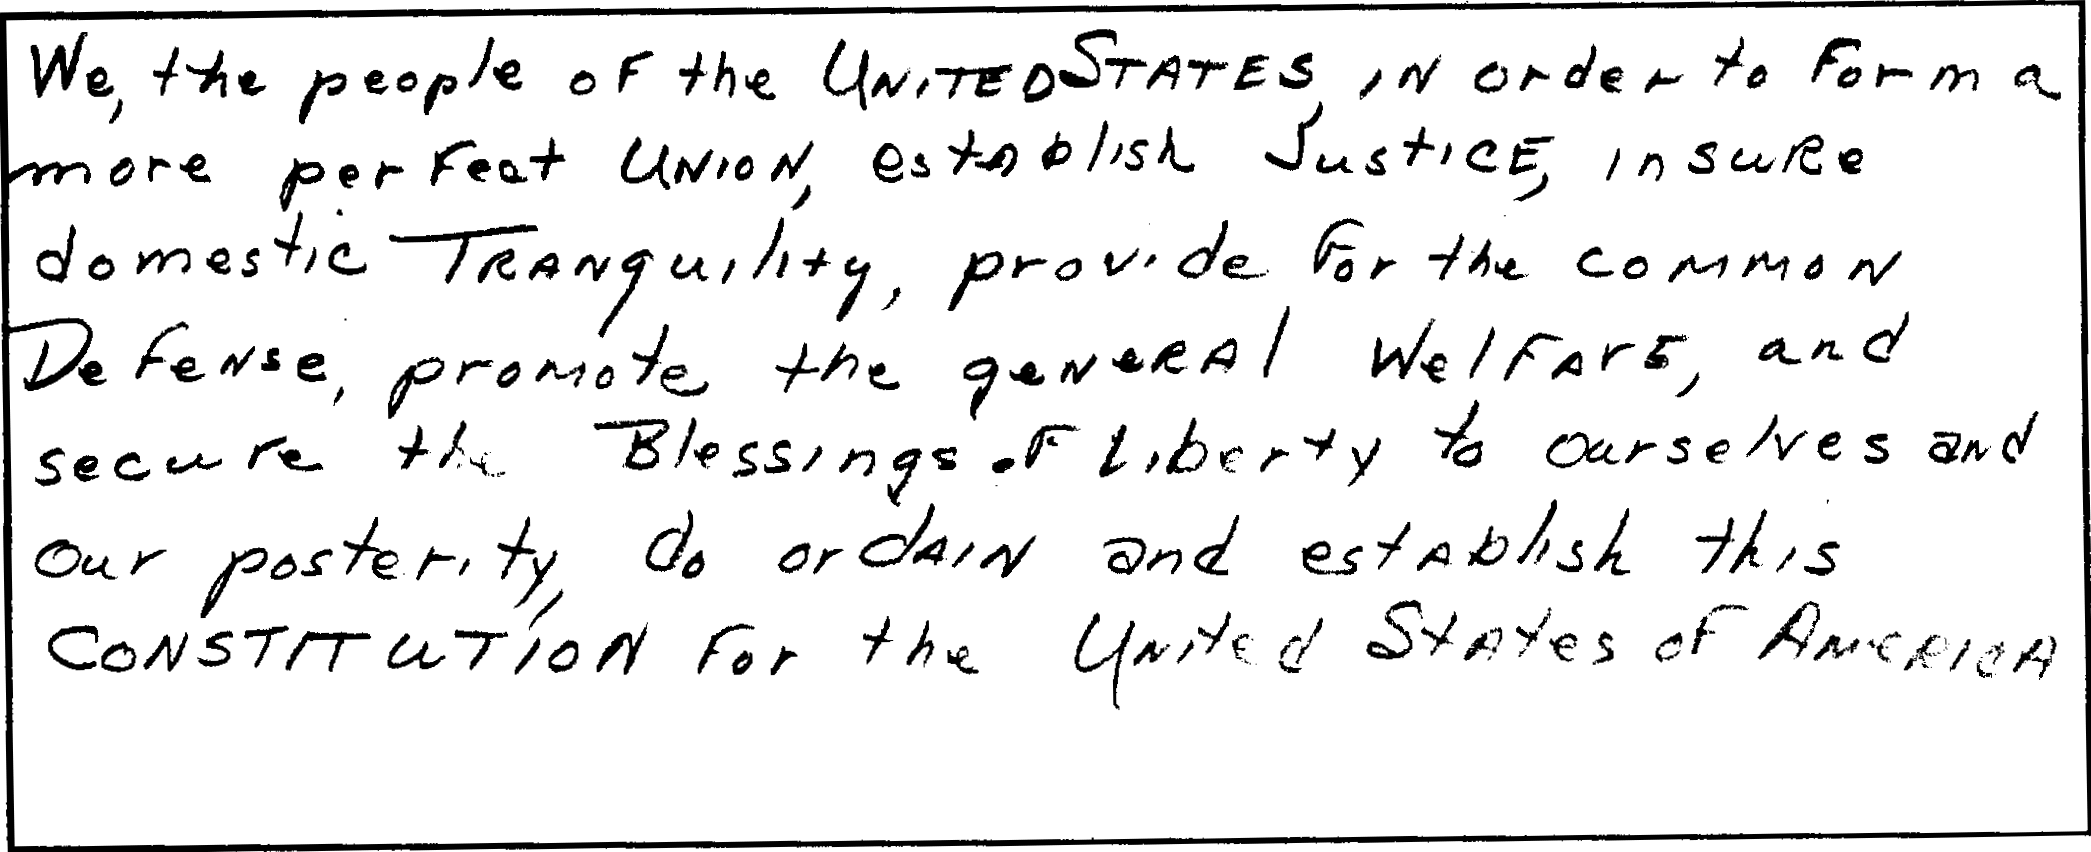 We, the people of the United States, in order to form a
more perfect Union, establish Justice, insure
domestic Tranquility, provide for the common
Defense, promote the general Welfare, and
secure the Blessings of Liberty to ourselves and
our posterity, do ordain and establish this
CONSTITUTION for the United States of America